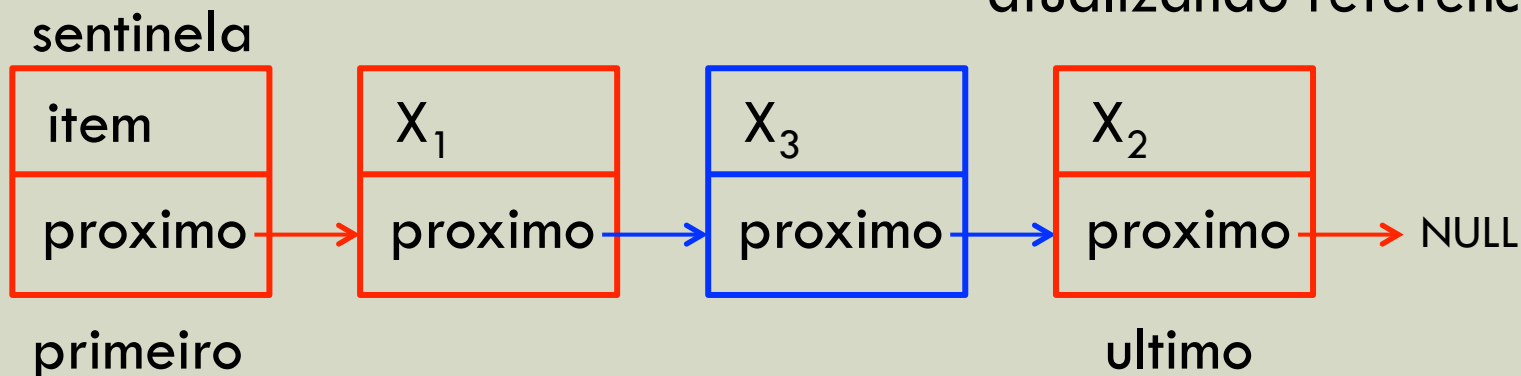 sentinela
item X₁ X₃ X₂
proximo proximo proximo proximo NULL
primeiro ultimo